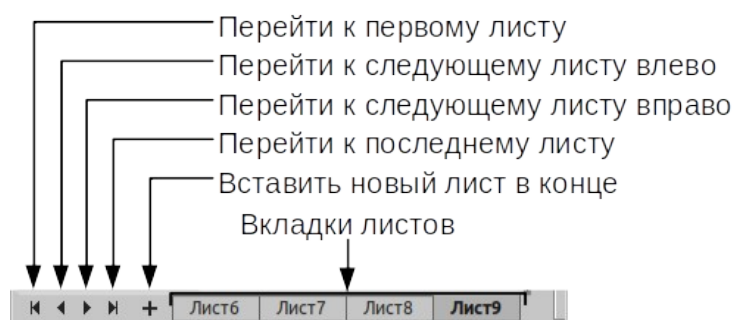 Перейти к первому листу
Перейти к следующему листу влево
Перейти к следующему листу вправо
Перейти к последнему листу
Вставить новый лист в конце
Вкладки листов
Лист6 Лист7 Лист8 Лист9